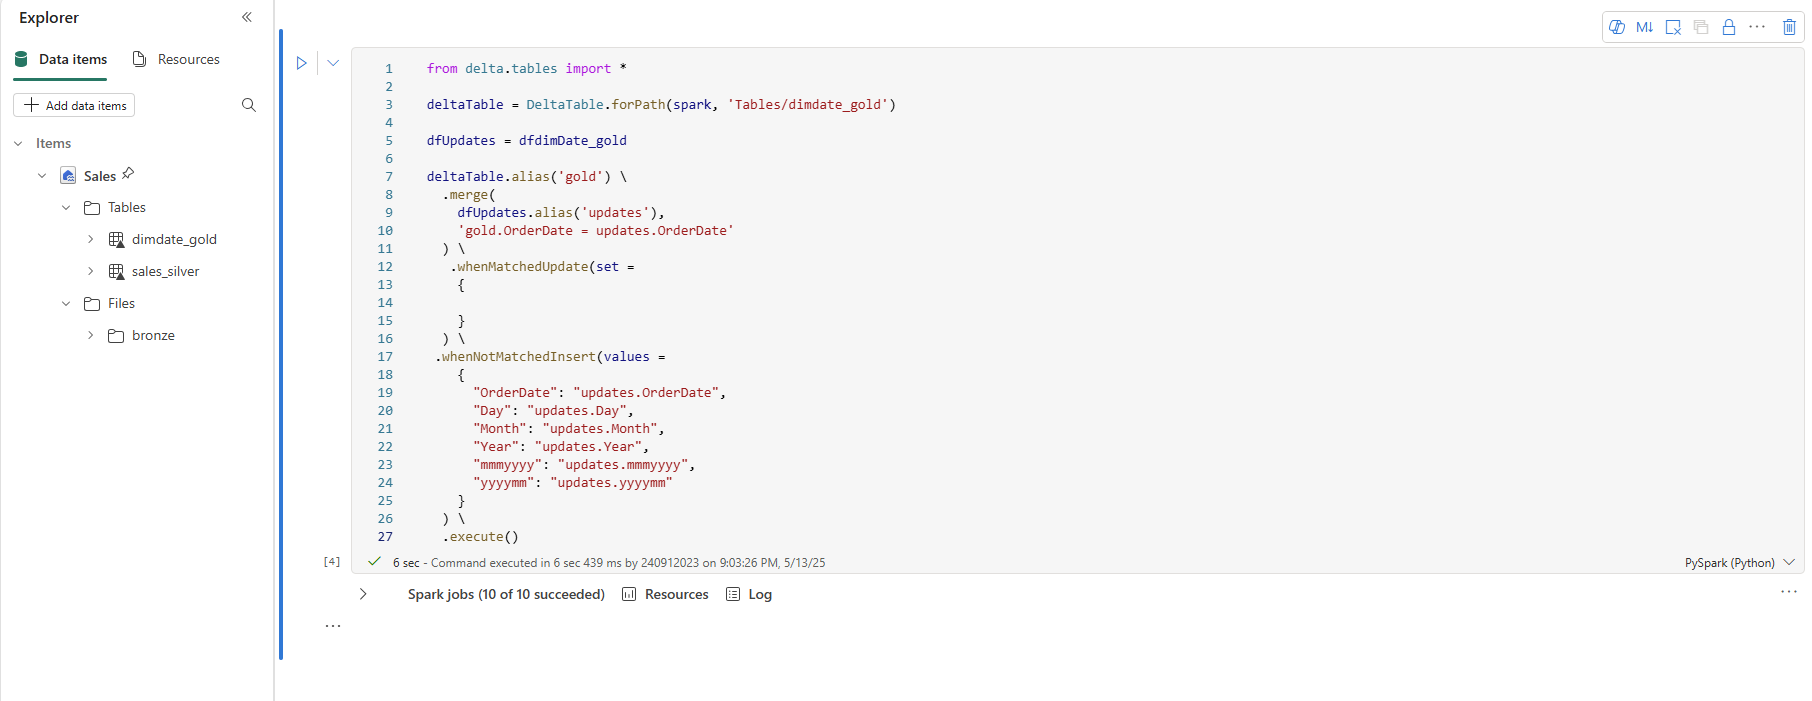 Explorer
Data items
Resources
Add data items
Items
Sales
Tables
dimdate_gold
sales_silver
Files
bronze
M↓
1 from delta.tables import *
2
3 deltaTable = DeltaTable.forPath(spark, 'Tables/dimdate_gold')
4
5 dfUpdates = dfdimDate_gold
6
7 deltaTable.alias('gold') \
8 .merge(
9 dfUpdates.alias('updates'),
10 'gold.OrderDate = updates.OrderDate'
11 ) \
12 .whenMatchedUpdate(set =
13 {
14
15 }
16 ) \
17 .whenNotMatchedInsert(values =
18 {
19 "OrderDate": "updates.OrderDate",
20 "Day": "updates.Day",
21 "Month": "updates.Month",
22 "Year": "updates.Year",
23 "mmmyyyy": "updates.mmmyyyy",
24 "yyyymm": "updates.yyyymm"
25 }
26 ) \
27 .execute()
[4] 6 sec - Command executed in 6 sec 439 ms by 240912023 on 9:03:26 PM, 5/13/25
PySpark (Python)
Spark jobs (10 of 10 succeeded)
Resources
Log